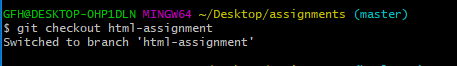 GFH@DESKTOP-OHP1DLN MINGW64 ~/Desktop/assignments (master)
$ git checkout html-assignment
Switched to branch 'html-assignment'